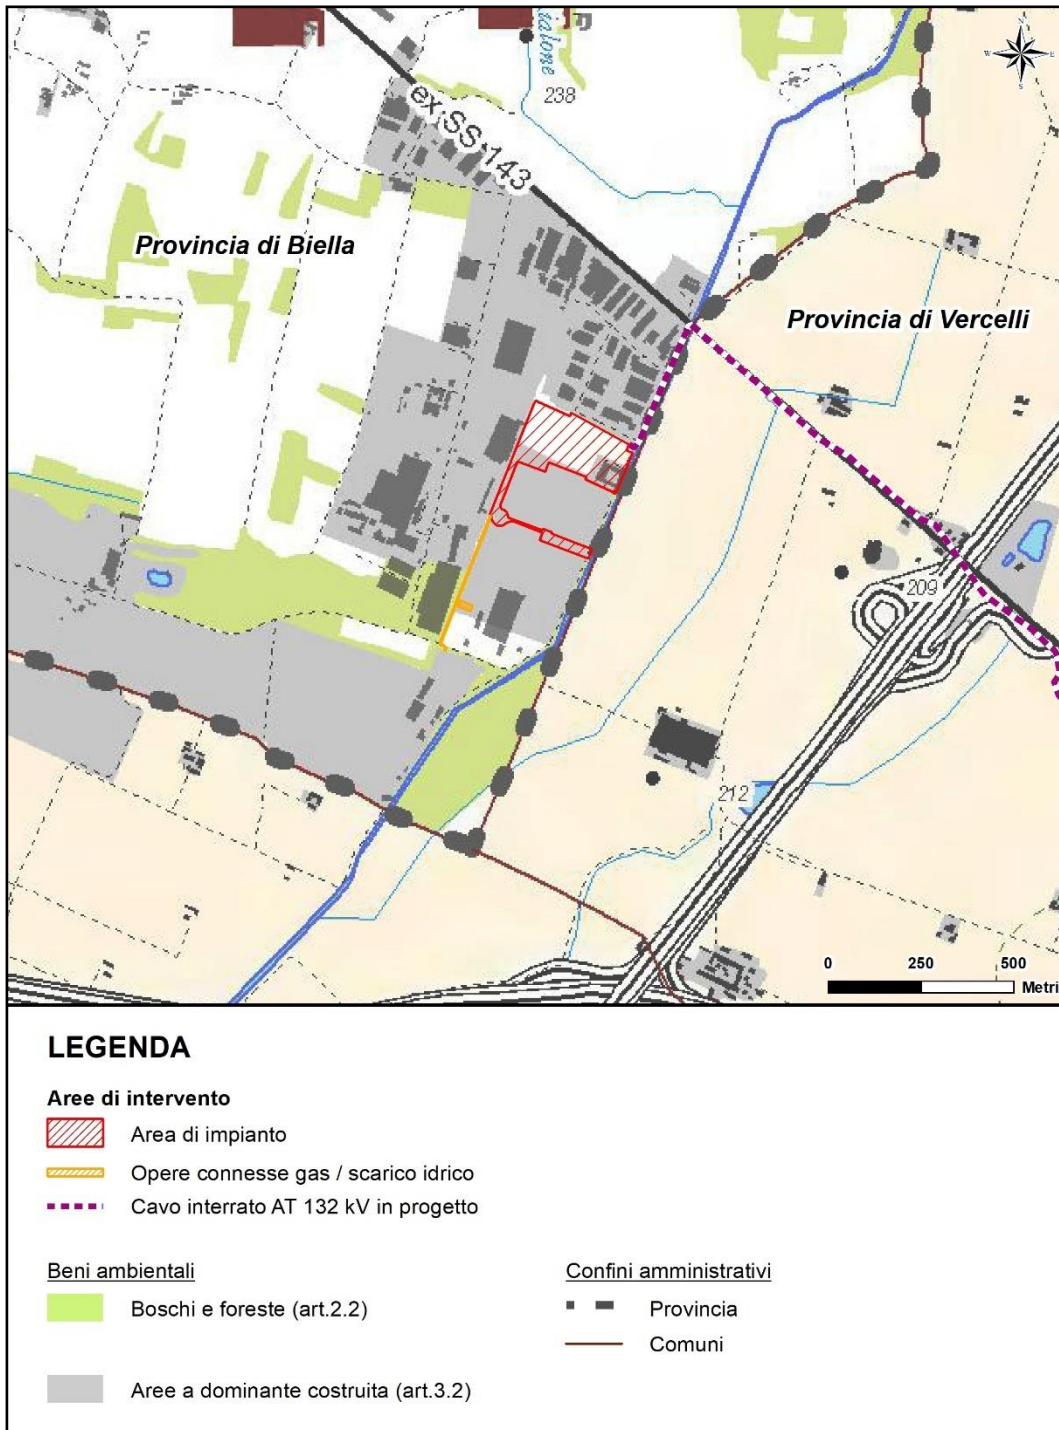 ialone
N
W E
S
238
ex SS 143
Provincia di Biella
Provincia di Vercelli
209
212
0 250 500
Metri
LEGENDA
Aree di intervento
Area di impianto
Opere connesse gas / scarico idrico
Cavo interrato AT 132 kV in progetto
Beni ambientali
Boschi e foreste (art.2.2)
Aree a dominante costruita (art.3.2)
Confini amministrativi
Provincia
Comuni